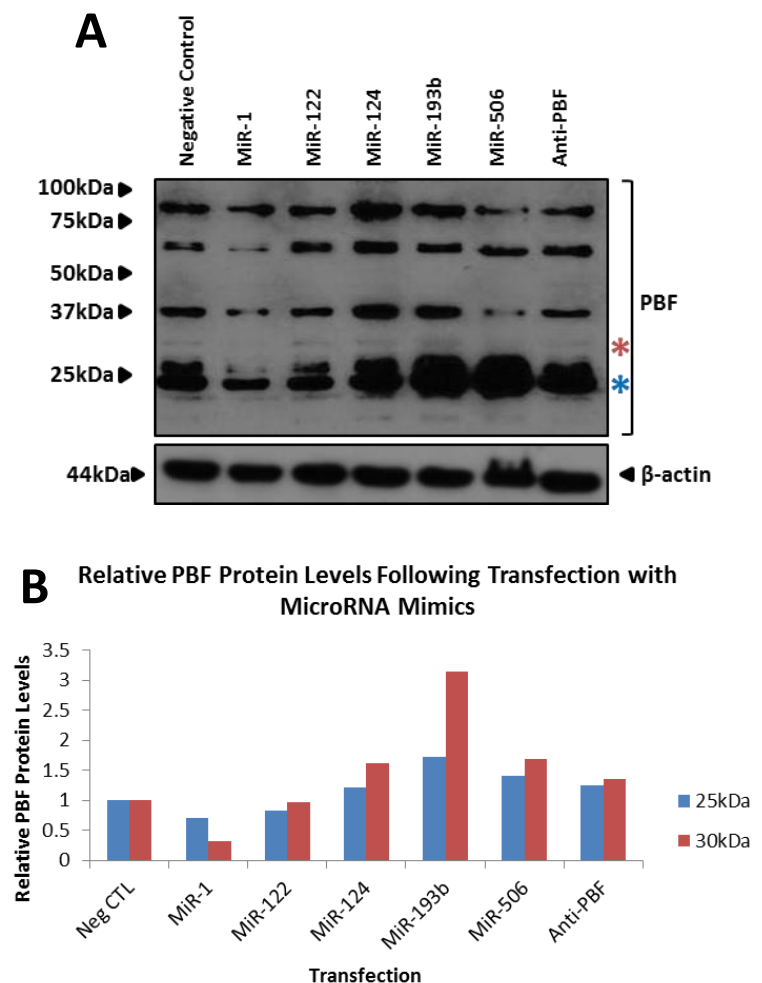 A
Negative Control
MiR-1
MiR-122
MiR-124
MiR-193b
MiR-506
Anti-PBF
100kDa
75kDa
50kDa
37kDa
25kDa
PBF
*
*
44kDa
β-actin
B
Relative PBF Protein Levels Following Transfection with
MicroRNA Mimics
Relative PBF Protein Levels
3.5
3
2.5
2
1.5
1
0.5
0
25kDa
30kDa
Neg CTL
MiR-1
MiR-122
MiR-124
MiR-193b
MiR-506
Anti-PBF
Transfection